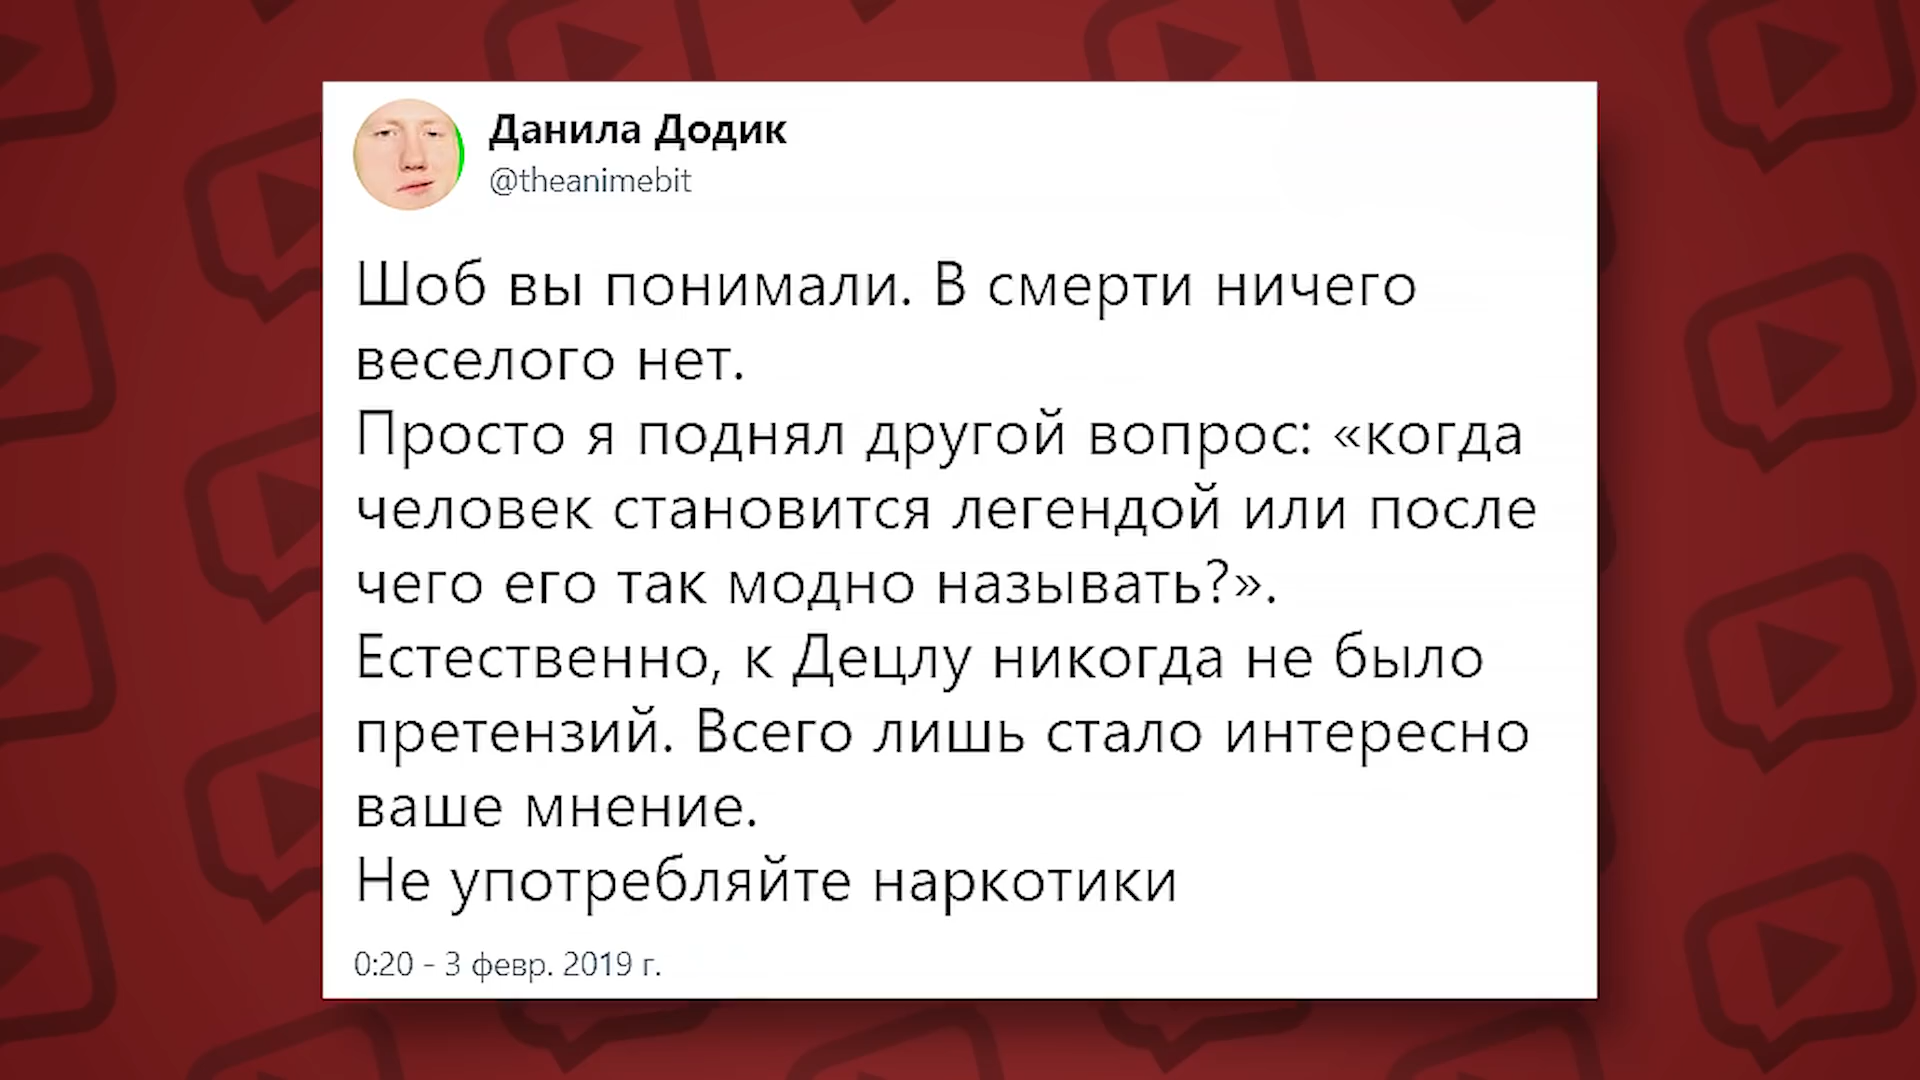 Данила Додик
@theanimebit
Шоб вы понимали. В смерти ничего
веселого нет.
Просто я поднял другой вопрос: «когда
человек становится легендой или после
чего его так модно называть?».
Естественно, к Децлу никогда не было
претензий. Всего лишь стало интересно
ваше мнение.
Не употребляйте наркотики
0:20 - 3 февр. 2019 г.